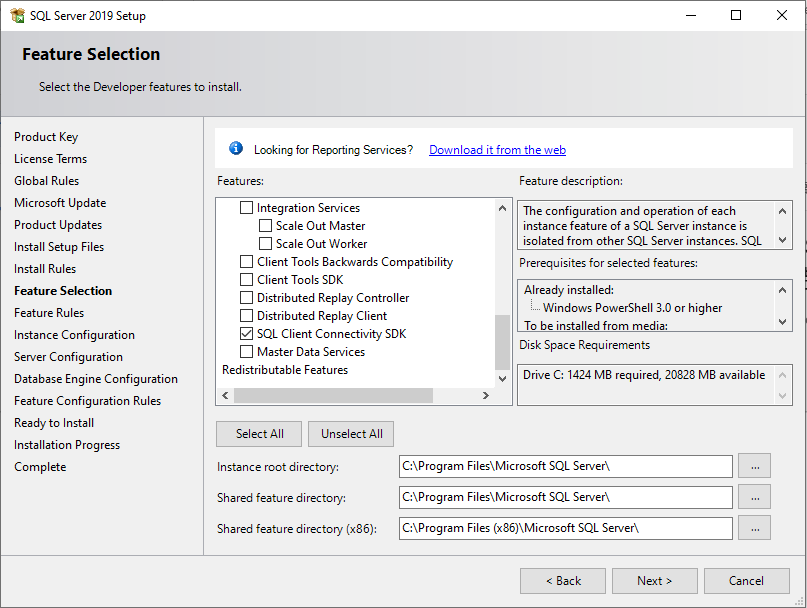 SQL Server 2019 Setup
Feature Selection
Select the Developer features to install.
Product Key
License Terms
Global Rules
Microsoft Update
Product Updates
Install Setup Files
Install Rules
Feature Selection
Feature Rules
Instance Configuration
Server Configuration
Database Engine Configuration
Feature Configuration Rules
Ready to Install
Installation Progress
Complete
Looking for Reporting Services? Download it from the web
Features:
Integration Services
Scale Out Master
Scale Out Worker
Client Tools Backwards Compatibility
Client Tools SDK
Distributed Replay Controller
Distributed Replay Client
SQL Client Connectivity SDK
Master Data Services
Redistributable Features
Feature description:
The configuration and operation of each
instance feature of a SQL Server instance is
isolated from other SQL Server instances. SQL
Prerequisites for selected features:
Already installed:
Windows PowerShell 3.0 or higher
To be installed from media:
Disk Space Requirements
Drive C: 1424 MB required, 20828 MB available
Select All
Unselect All
Instance root directory: C:\Program Files\Microsoft SQL Server\ ...
Shared feature directory: C:\Program Files\Microsoft SQL Server\ ...
Shared feature directory (x86): C:\Program Files (x86)\Microsoft SQL Server\ ...
< Back
Next >
Cancel